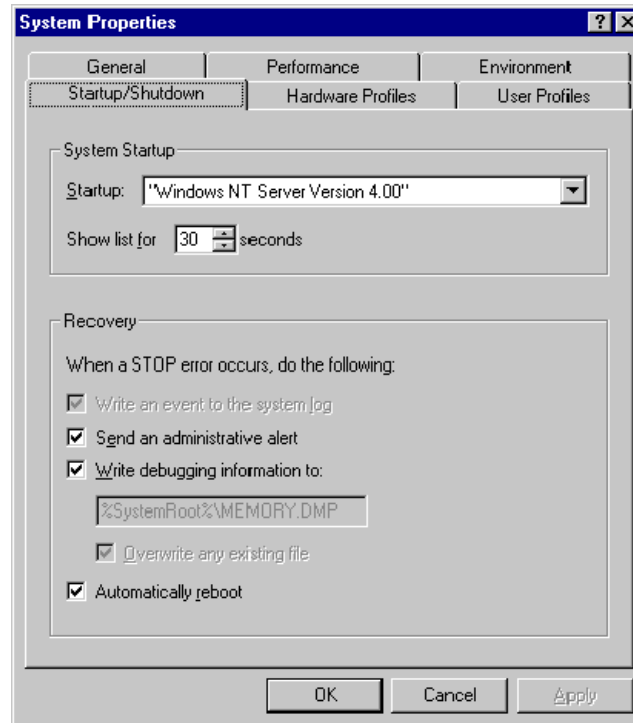 System Properties
General Performance Environment
Startup/Shutdown Hardware Profiles User Profiles
System Startup
Startup: "Windows NT Server Version 4.00"
Show list for 30 seconds
Recovery
When a STOP error occurs, do the following:
Write an event to the system log
Send an administrative alert
Write debugging information to:
%SystemRoot%\MEMORY.DMP
Overwrite any existing file
Automatically reboot
OK Cancel Apply